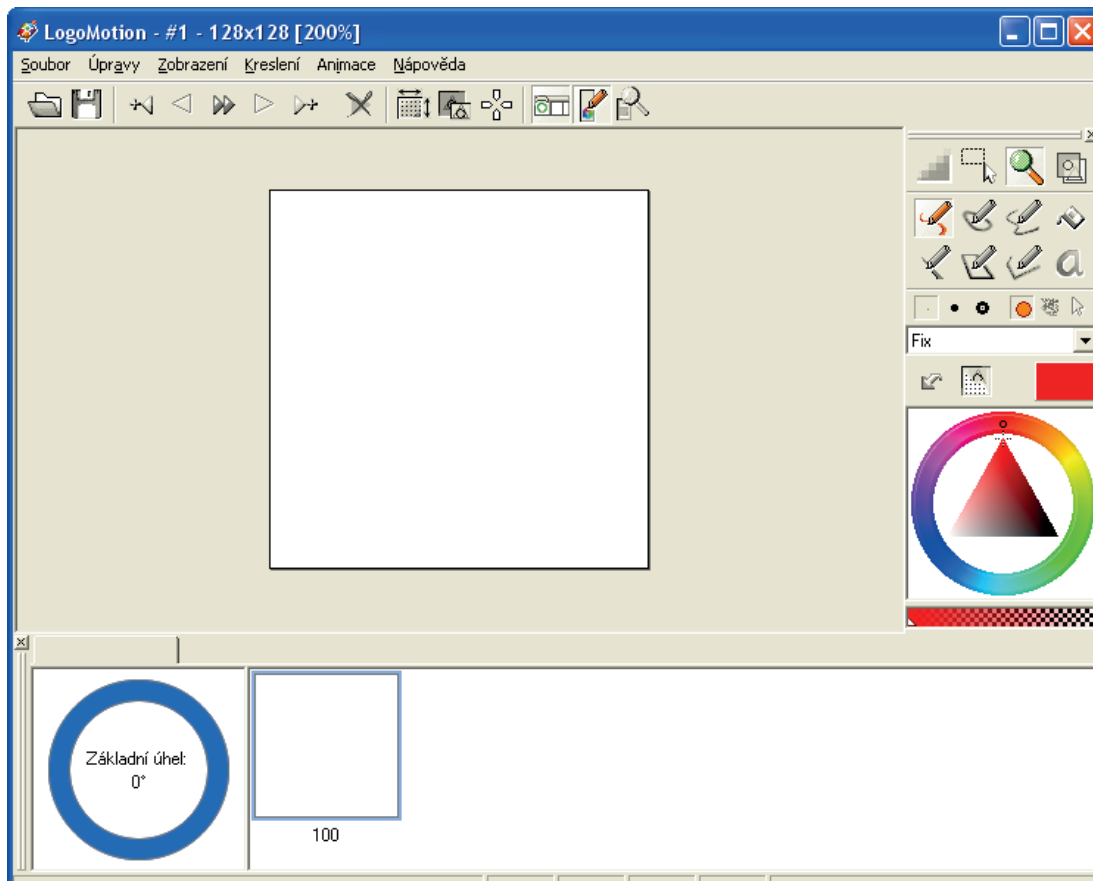 LogoMotion - #1 - 128x128 [200%]
Soubor Úpravy Zobrazení Kreslení Animace Nápověda
Fix
Základní úhel:
0°
100